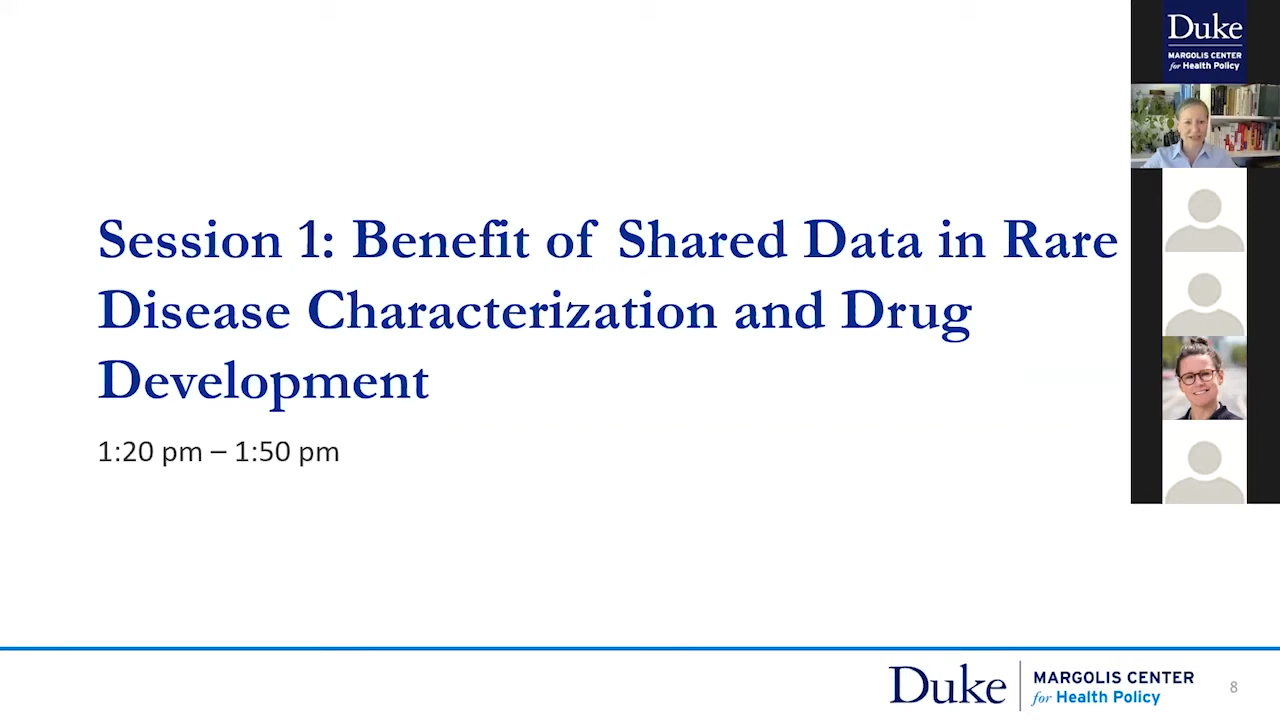 Session 1: Benefit of Shared Data in Rare
Disease Characterization and Drug
Development
1:20 pm – 1:50 pm
Duke
MARGOLIS CENTER
for Health Policy
Duke
MARGOLIS CENTER
for Health Policy
8